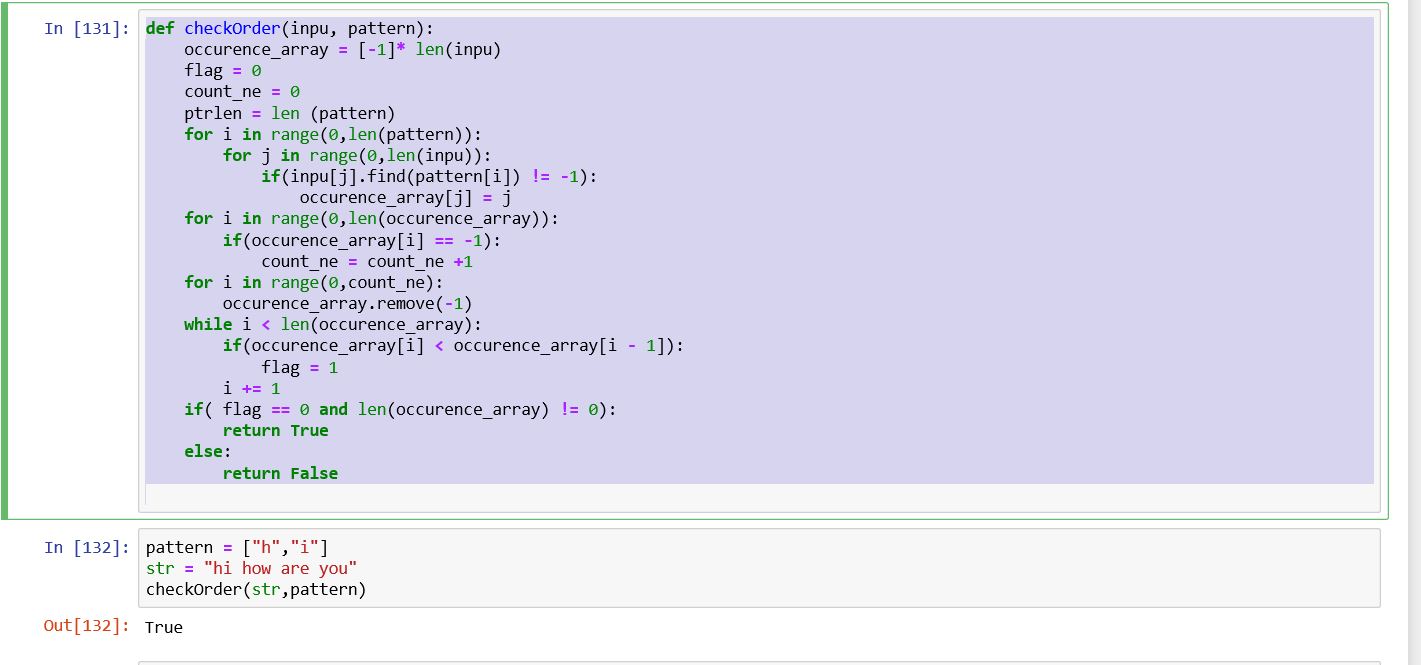 In [131]: def checkOrder(inpu, pattern):
    occurence_array = [-1]* len(inpu)
    flag = 0
    count_ne = 0
    ptrlen = len (pattern)
    for i in range(0,len(pattern)):
        for j in range(0,len(inpu)):
            if(inpu[j].find(pattern[i]) != -1):
                occurence_array[j] = j
    for i in range(0,len(occurence_array)):
        if(occurence_array[i] == -1):
            count_ne = count_ne +1
    for i in range(0,count_ne):
        occurence_array.remove(-1)
    while i < len(occurence_array):
        if(occurence_array[i] < occurence_array[i - 1]):
            flag = 1
        i += 1
    if( flag == 0 and len(occurence_array) != 0):
        return True
    else:
        return False
In [132]: pattern = ["h","i"]
str = "hi how are you"
checkOrder(str,pattern)
Out[132]: True